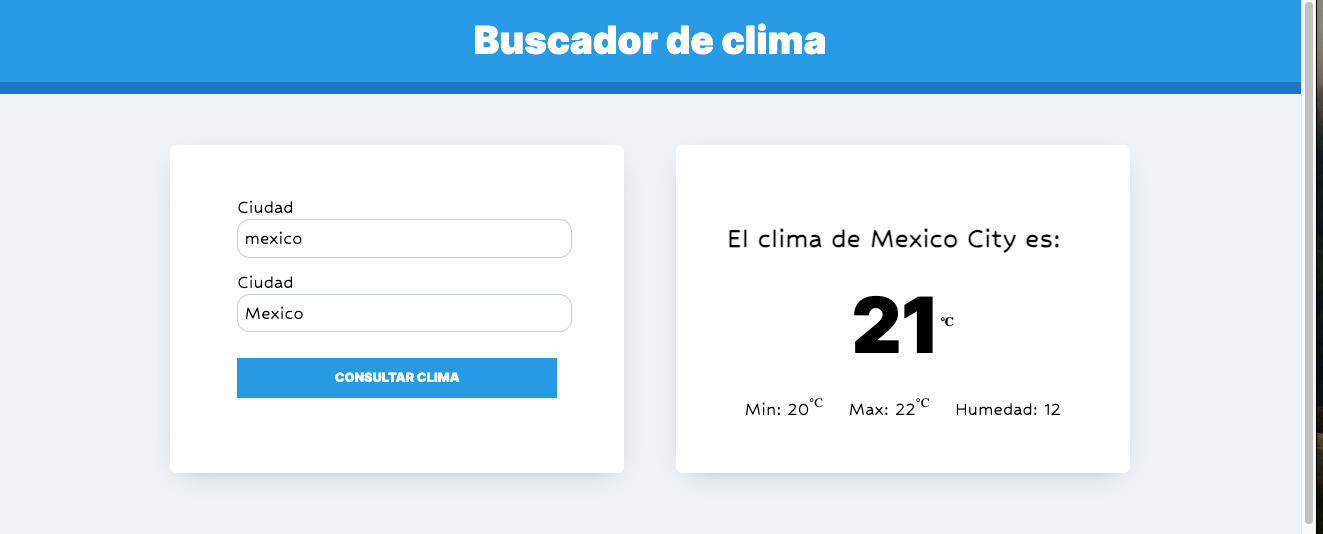 Buscador de clima
Ciudad
mexico
Ciudad
Mexico
CONSULTAR CLIMA
El clima de Mexico City es:
21 °C
Min: 20°C Max: 22°C Humedad: 12